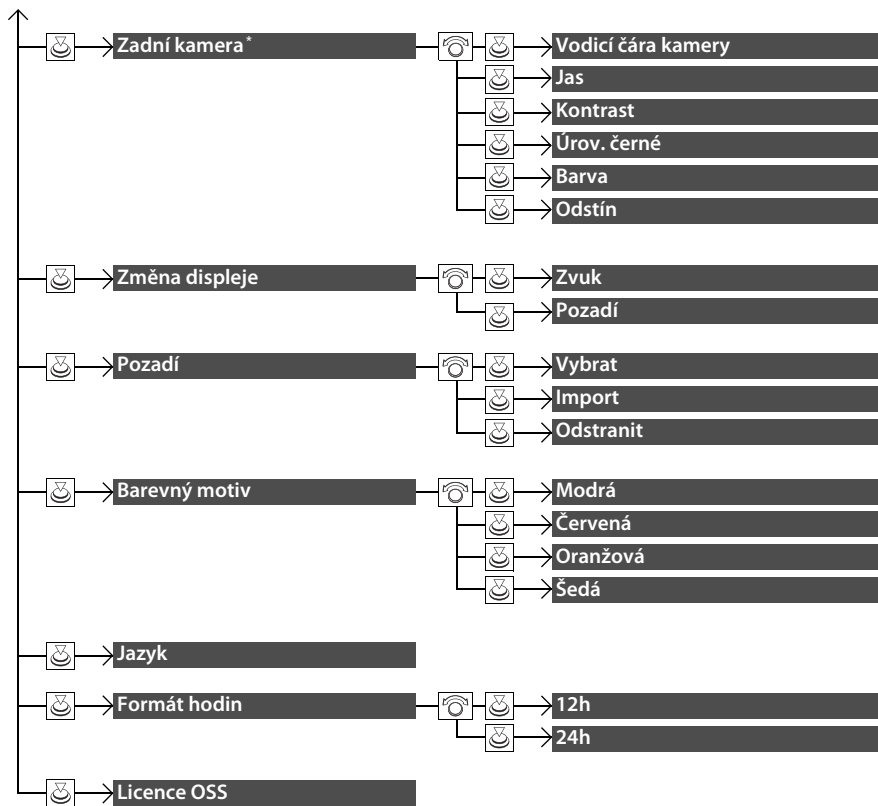 Zadní kamera* Vodicí čára kamery
Jas
Kontrast
Úrov. černé
Barva
Odstín
Změna displeje Zvuk
Pozadí
Pozadí Vybrat
Import
Odstranit
Barevný motiv Modrá
Červená
Oranžová
Šedá
Jazyk
Formát hodin 12h
24h
Licence OSS